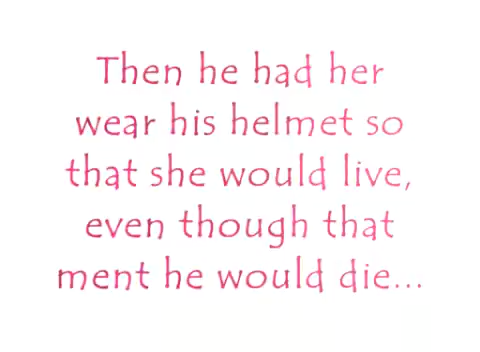 Then he had her
wear his helmet so
that she would live,
even though that
ment he would die...